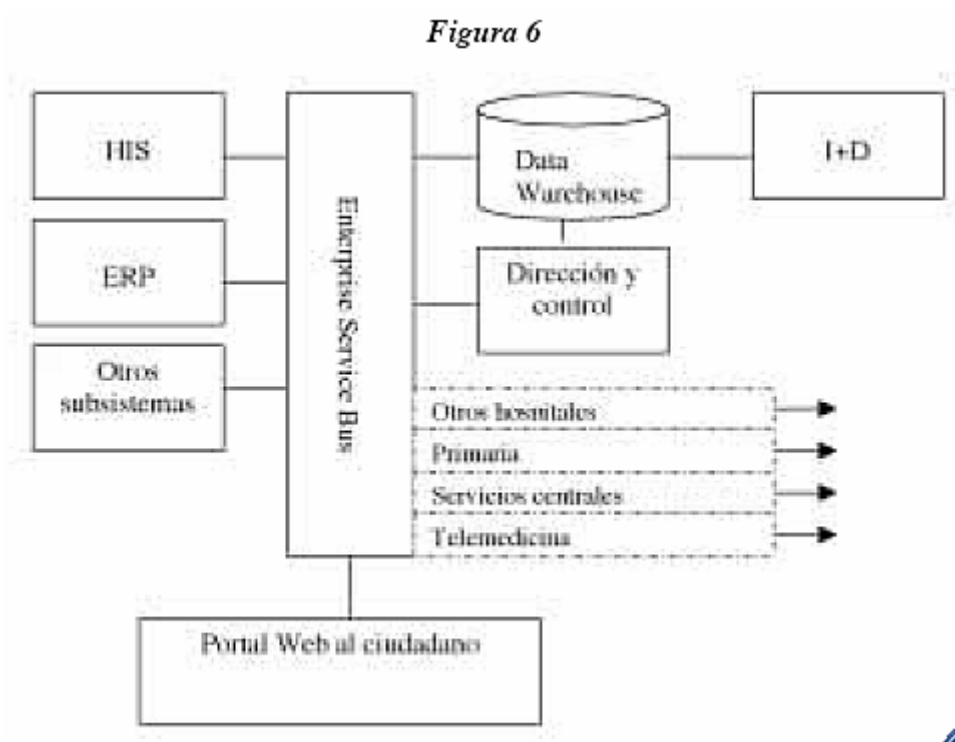 Figura 6
HIS
ERP
Otros
subsistemas
Enterprise Service Bus
Data
Warehouse
I+D
Dirección y
control
Otros hospitales
Primaria
Servicios centrales
Telemedicina
Portal Web al ciudadano